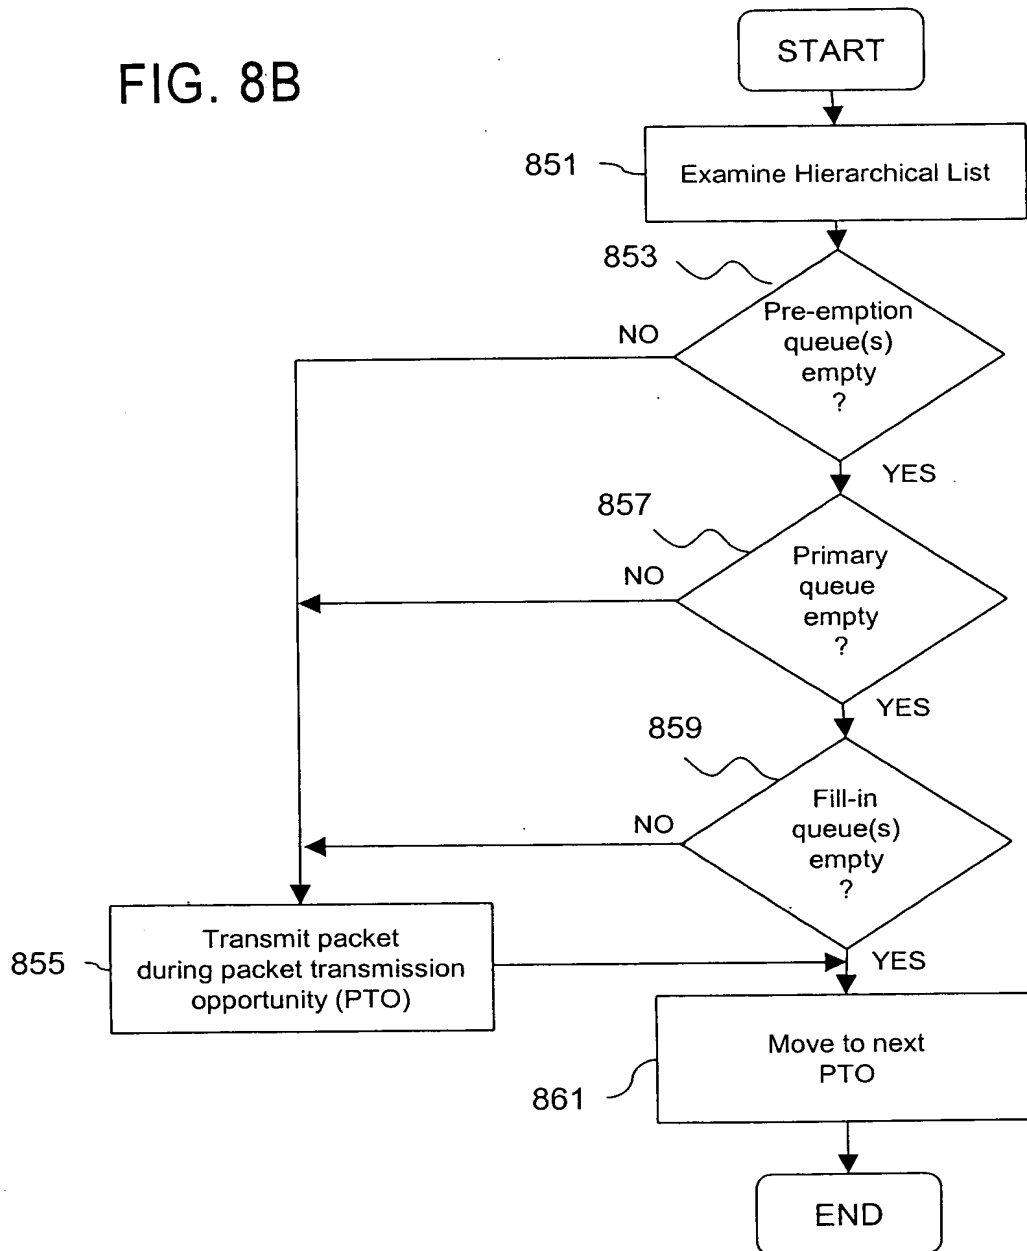 FIG. 8B
START
851
Examine Hierarchical List
853
Pre-emption
queue(s)
empty
?
NO
YES
857
Primary
queue
empty
?
NO
YES
859
Fill-in
queue(s)
empty
?
NO
YES
855
Transmit packet
during packet transmission
opportunity (PTO)
861
Move to next
PTO
END